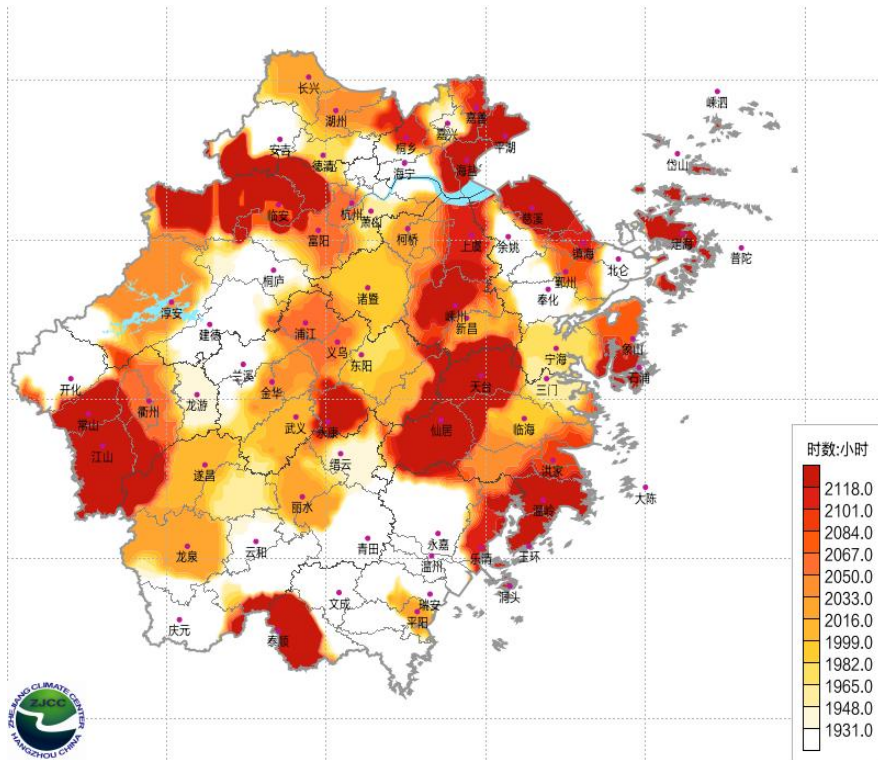 长兴
湖州
安吉
德清
桐乡
嘉兴
嘉善
平湖
海盐
海宁
嵊泗
岱山
定海
普陀
临安
杭州
萧山
富阳
柯桥
上虞
余姚
慈溪
镇海
北仑
鄞州
奉化
桐庐
诸暨
淳安
建德
浦江
义乌
嵊州
新昌
宁海
象山
石浦
东阳
开化
兰溪
金华
天台
三门
常山
衢州
龙游
武义
永康
仙居
临海
江山
遂昌
缙云
洪家
大陈
丽水
温岭
龙泉
云和
青田
永嘉
温州
乐清
玉环
洞头
庆元
泰顺
文成
瑞安
平阳
时数:小时
2118.0
2101.0
2084.0
2067.0
2050.0
2033.0
2016.0
1999.0
1982.0
1965.0
1948.0
1931.0
ZHEJIANG CLIMATE CENTER
ZJCC
HANGZHOU CHINA